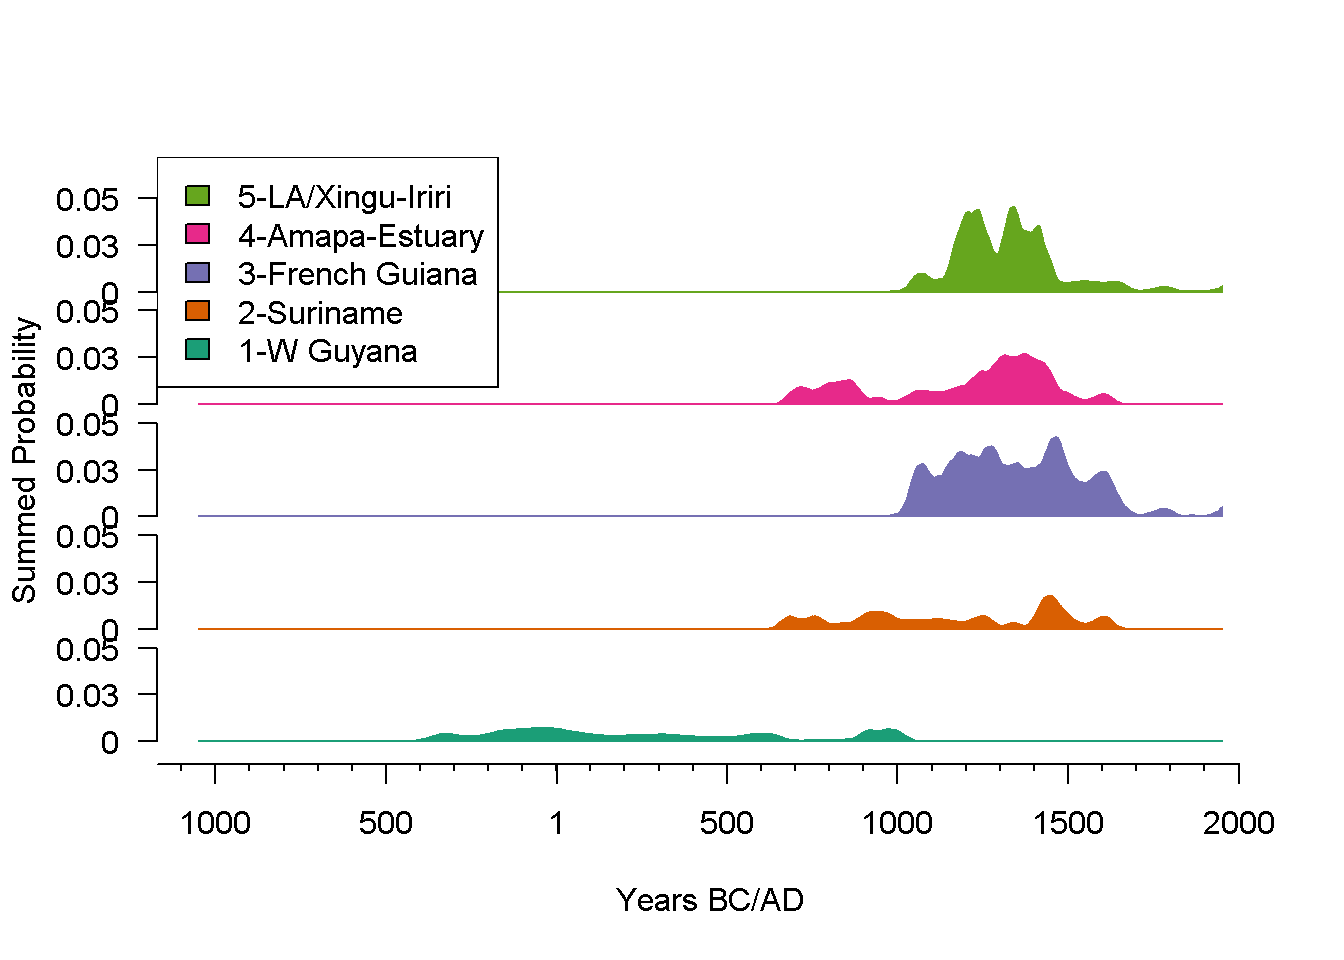 0.05
0.03
0
0.05
0.03
0
0.05
0.03
0
0.05
0.03
0
0.05
0.03
0
5-LA/Xingu-Iriri
4-Amapa-Estuary
3-French Guiana
2-Suriname
1-W Guyana
Summed Probability
1000 500 1 500 1000 1500 2000
Years BC/AD